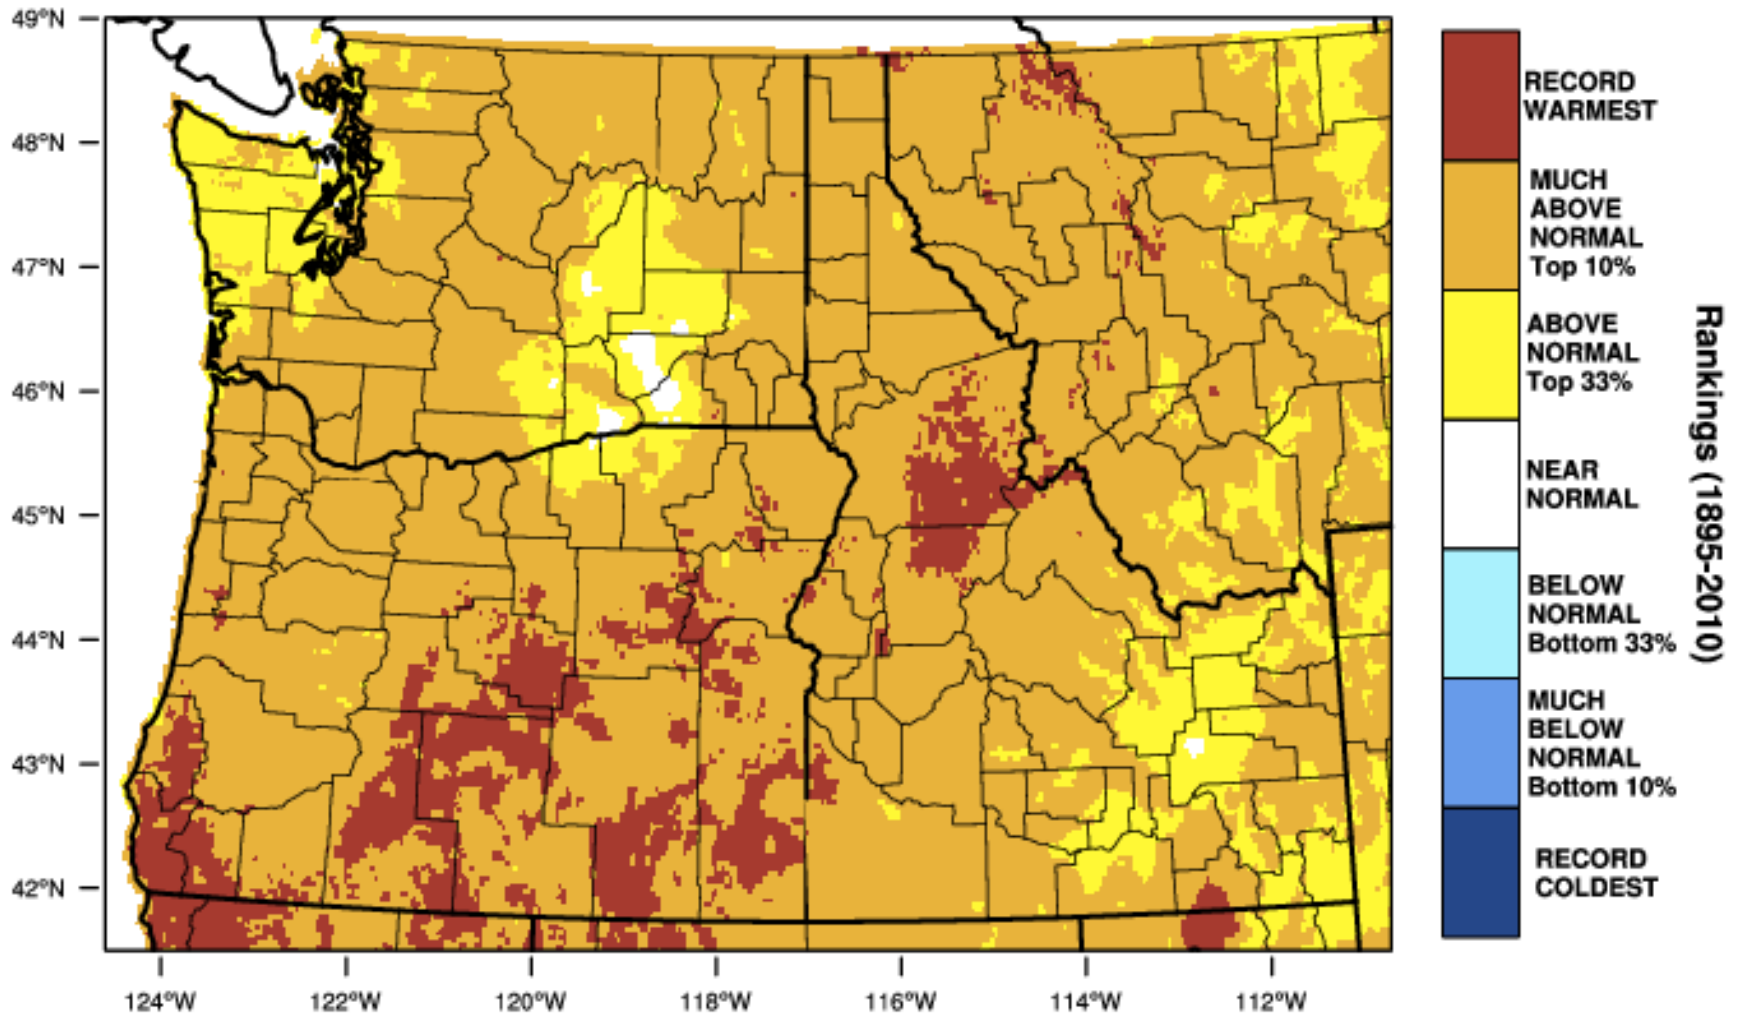 49°N
48°N
47°N
46°N
45°N
44°N
43°N
42°N
124°W
122°W
120°W
118°W
116°W
114°W
112°W
RECORD
WARMEST
MUCH
ABOVE
NORMAL
Top 10%
ABOVE
NORMAL
Top 33%
NEAR
NORMAL
BELOW
NORMAL
Bottom 33%
MUCH
BELOW
NORMAL
Bottom 10%
RECORD
COLDEST
Rankings (1895-2010)